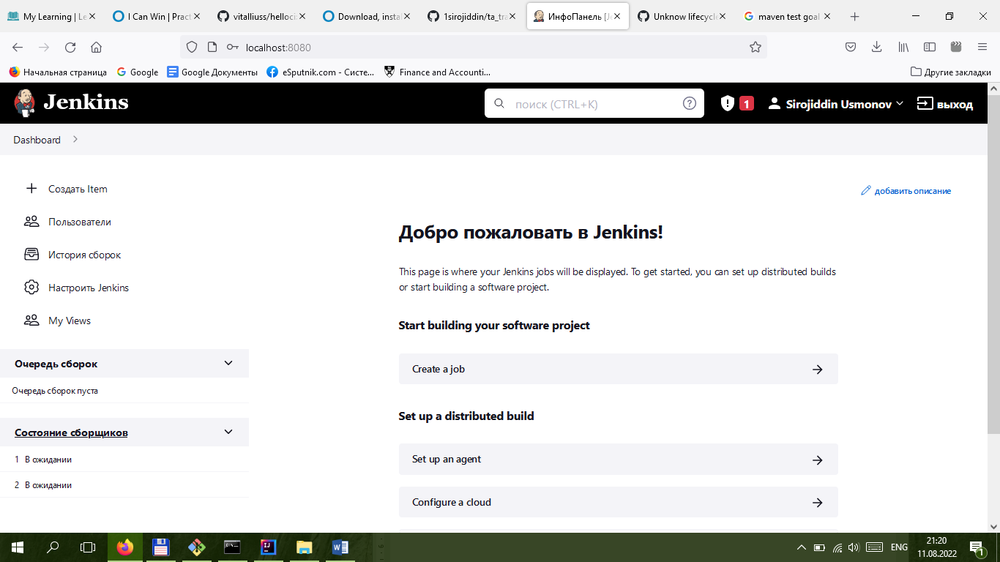 My Learning | Le
I Can Win | Pract
vitalliuss/helloci
Download, instal
1sirojiddin/ta_tra
ИнфоПанель [Je
Unknow lifecycle
maven test goal
localhost:8080
Начальная страница
Google
Google Документы
eSputnik.com - Систе...
Finance and Accounti...
Другие закладки
Jenkins
поиск (CTRL+K)
1
Sirojiddin Usmonov
выход
Dashboard
Создать Item
Пользователи
История сборок
Настроить Jenkins
My Views
Очередь сборок
Очередь сборок пуста
Состояние сборщиков
1 В ожидании
2 В ожидании
добавить описание
Добро пожаловать в Jenkins!
This page is where your Jenkins jobs will be displayed. To get started, you can set up distributed builds
or start building a software project.
Start building your software project
Create a job
Set up a distributed build
Set up an agent
Configure a cloud
ENG
21:20
11.08.2022
1